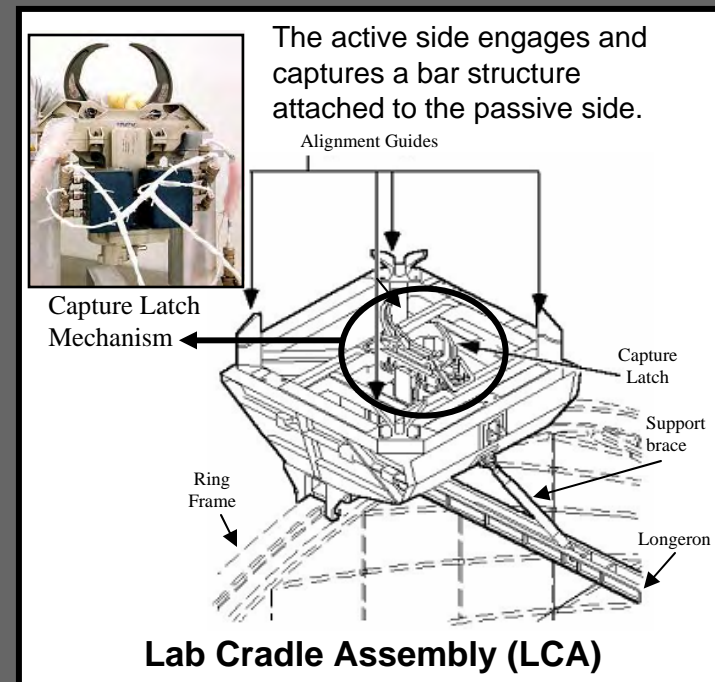 The active side engages and
captures a bar structure
attached to the passive side.
Alignment Guides
Capture Latch
Mechanism
Capture
Latch
Support
brace
Ring
Frame
Longeron
Lab Cradle Assembly (LCA)